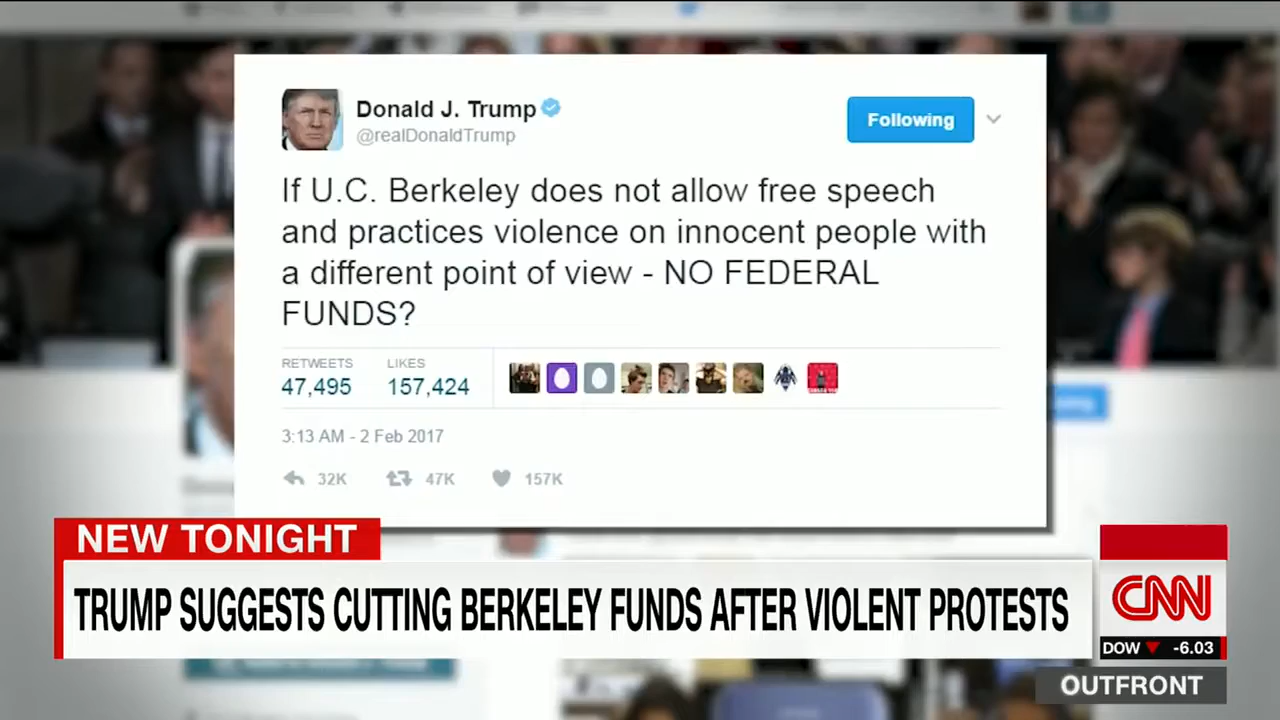 Donald J. Trump
@realDonaldTrump
Following
If U.C. Berkeley does not allow free speech
and practices violence on innocent people with
a different point of view - NO FEDERAL
FUNDS?
RETWEETS LIKES
47,495 157,424
3:13 AM - 2 Feb 2017
32K 47K 157K
NEW TONIGHT
TRUMP SUGGESTS CUTTING BERKELEY FUNDS AFTER VIOLENT PROTESTS
CNN
DOW -6.03
OUTFRONT